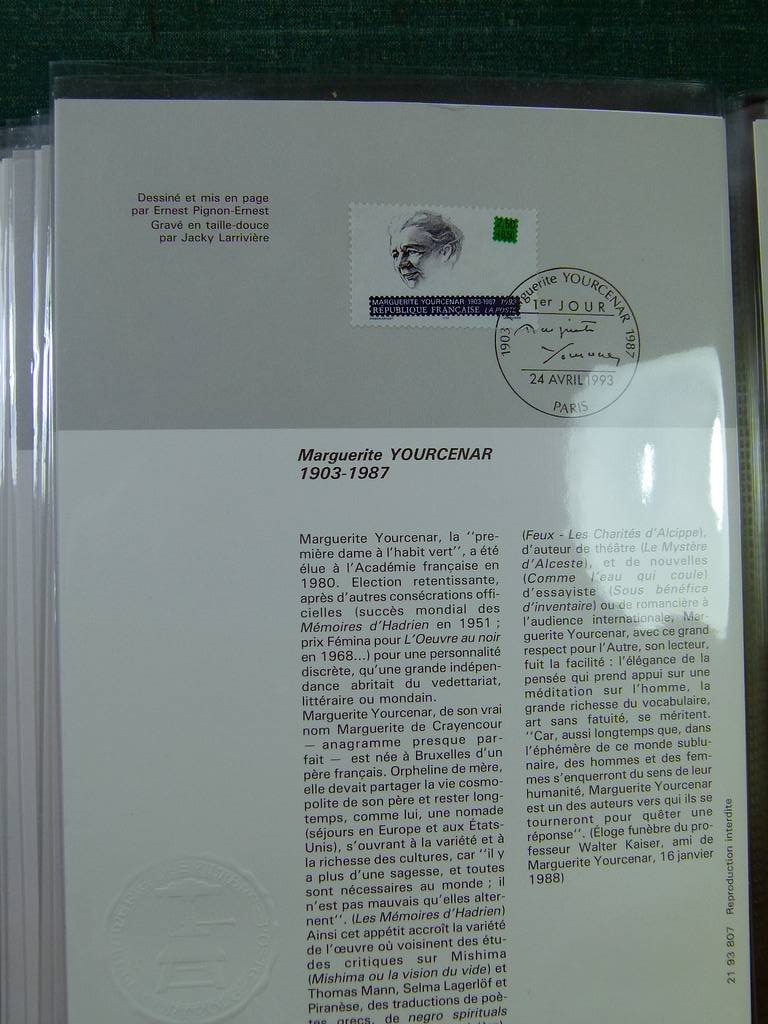 Dessiné et mis en page
par Ernest Pignon-Ernest
Gravé en taille-douce
par Jacky Larrivière
MARGUERITE YOURCENAR 1903-1987 1993
RÉPUBLIQUE FRANÇAISE LA POSTE
Marguerite YOURCENAR
1903 1987
1er JOUR
Marguerite
Yourcenar
24 AVRIL 1993
PARIS
Marguerite YOURCENAR
1903-1987
Marguerite Yourcenar, la ‘‘pre-
mière dame à l'habit vert’’, a été
élue à l'Académie française en
1980. Election retentissante,
après d'autres consécrations offi-
cielles (succès mondial des
Mémoires d'Hadrien en 1951 ;
prix Fémina pour L'Oeuvre au noir
en 1968...) pour une personnalité
discrète, qu'une grande indépen-
dance abritait du vedettariat,
littéraire ou mondain.
Marguerite Yourcenar, de son vrai
nom Marguerite de Crayencour
— anagramme presque par-
fait — est née à Bruxelles d'un
père français. Orpheline de mère,
elle devait partager la vie cosmo-
polite de son père et rester long-
temps, comme lui, une nomade
(séjours en Europe et aux États-
Unis), s'ouvrant à la variété et à
la richesse des cultures, car ‘‘il y
a plus d'une sagesse, et toutes
sont nécessaires au monde ; il
n'est pas mauvais qu'elles alter-
nent’’. (Les Mémoires d'Hadrien)
Ainsi cet appétit accroît la variété
de l'œuvre où voisinent des étu-
des critiques sur Mishima
(Mishima ou la vision du vide) et
Thomas Mann, Selma Lagerlöf et
Piranèse, des traductions de poè-
tes grecs, de negro spirituals
(Feux - Les Charités d'Alcippe),
d'auteur de théâtre (Le Mystère
d'Alceste), et de nouvelles
(Comme l'eau qui coule)
d'essayiste (Sous bénéfice
d'inventaire) ou de romancière à
l'audience internationale, Mar-
guerite Yourcenar, avec ce grand
respect pour l'Autre, son lecteur,
fuit la facilité : l'élégance de la
pensée qui prend appui sur une
méditation sur l'homme, la
grande richesse du vocabulaire,
art sans fatuité, se méritent.
‘‘Car, aussi longtemps que, dans
l'éphémère de ce monde sublu-
naire, des hommes et des fem-
mes s'enquerront du sens de leur
humanité, Marguerite Yourcenar
est un des auteurs vers qui ils se
tourneront pour quêter une
réponse’’. (Éloge funèbre du pro-
fesseur Walter Kaiser, ami de
Marguerite Yourcenar, 16 janvier
1988)
21 93 807 Reproduction interdite